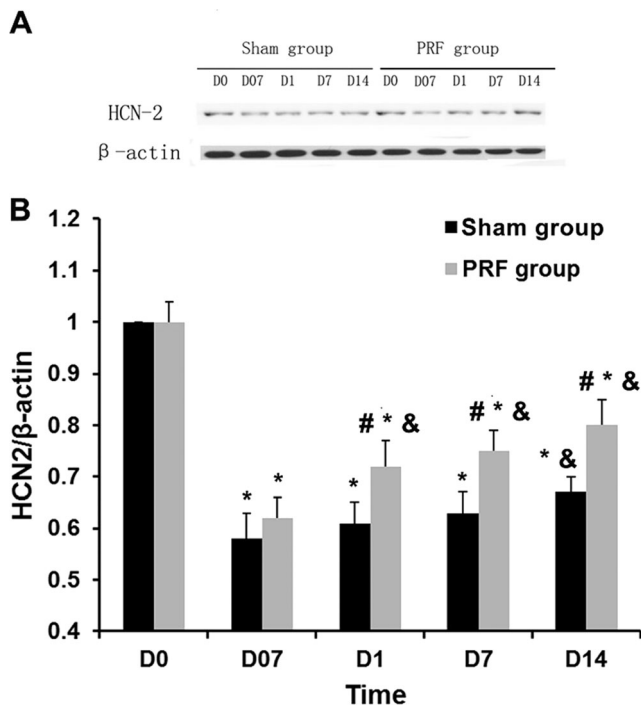 A
Sham group PRF group
D0 D07 D1 D7 D14 D0 D07 D1 D7 D14
HCN-2
β-actin
B
1.2
1.1
1
0.9
0.8
0.7
0.6
0.5
0.4
HCN2/β-actin
Sham group
PRF group
* * * # * & * # * & * & # * &
D0 D07 D1 D7 D14
Time